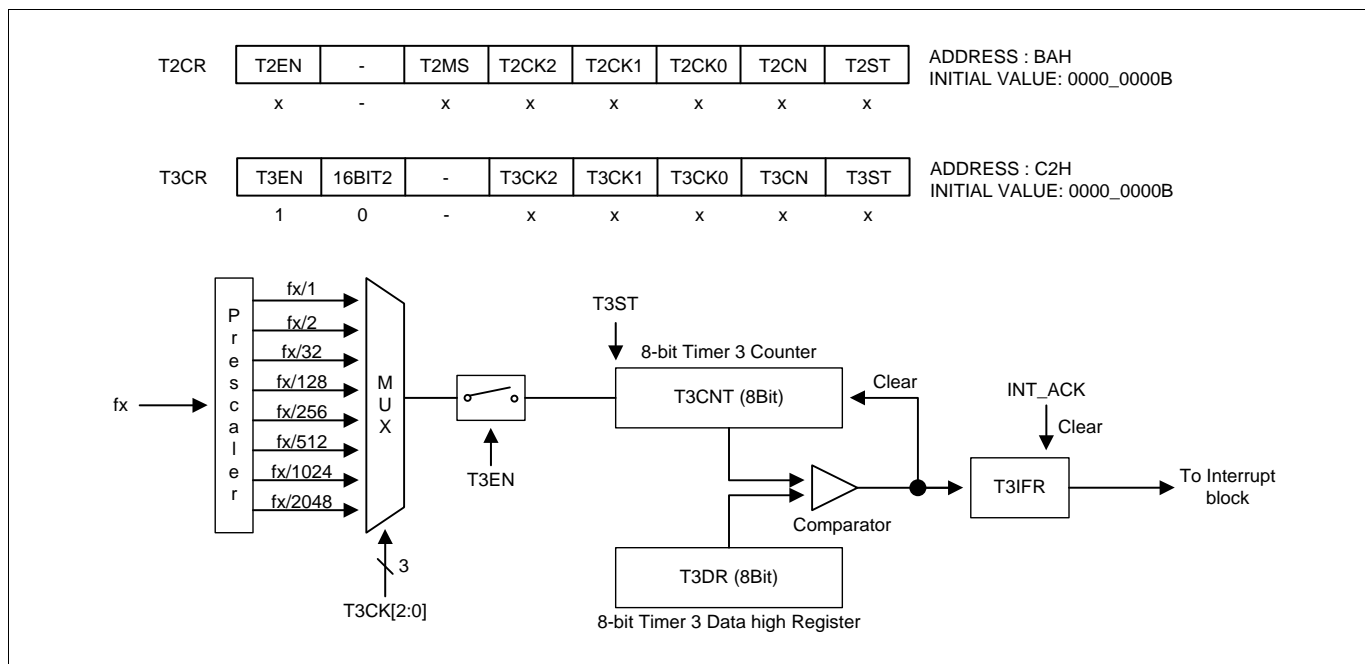 T2CR T2EN - T2MS T2CK2 T2CK1 T2CK0 T2CN T2ST
ADDRESS : BAH
INITIAL VALUE: 0000_0000B
x - x x x x x x
T3CR T3EN 16BIT2 - T3CK2 T3CK1 T3CK0 T3CN T3ST
ADDRESS : C2H
INITIAL VALUE: 0000_0000B
1 0 - x x x x x
fx
Prescaler
fx/1
fx/2
fx/32
fx/128
fx/256
fx/512
fx/1024
fx/2048
MUX
3
T3CK[2:0]
T3EN
T3ST
8-bit Timer 3 Counter
T3CNT (8Bit)
Clear
Comparator
T3DR (8Bit)
8-bit Timer 3 Data high Register
INT_ACK
Clear
T3IFR
To Interrupt
block